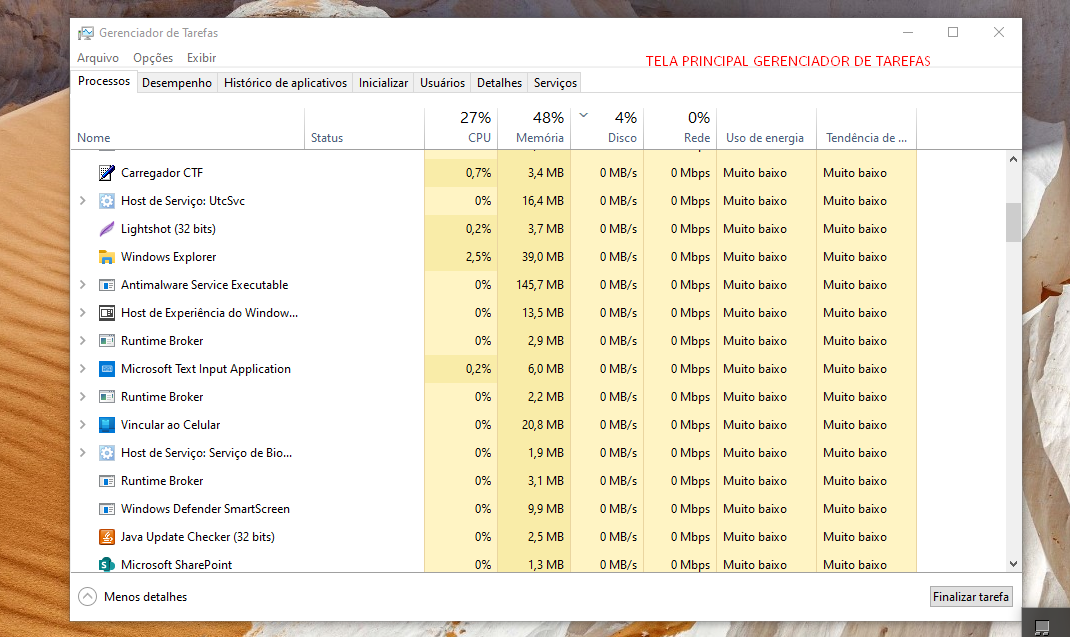 Gerenciador de Tarefas
Arquivo Opções Exibir
TELA PRINCIPAL GERENCIADOR DE TAREFAS
Processos Desempenho Histórico de aplicativos Inicializar Usuários Detalhes Serviços
27% 48% 4% 0%
Nome Status CPU Memória Disco Rede Uso de energia Tendência de ...
Carregador CTF 0,7% 3,4 MB 0 MB/s 0 Mbps Muito baixo Muito baixo
Host de Serviço: UtcSvc 0% 16,4 MB 0 MB/s 0 Mbps Muito baixo Muito baixo
Lightshot (32 bits) 0,2% 3,7 MB 0 MB/s 0 Mbps Muito baixo Muito baixo
Windows Explorer 2,5% 39,0 MB 0 MB/s 0 Mbps Muito baixo Muito baixo
Antimalware Service Executable 0% 145,7 MB 0 MB/s 0 Mbps Muito baixo Muito baixo
Host de Experiência do Window... 0% 13,5 MB 0 MB/s 0 Mbps Muito baixo Muito baixo
Runtime Broker 0% 2,9 MB 0 MB/s 0 Mbps Muito baixo Muito baixo
Microsoft Text Input Application 0,2% 6,0 MB 0 MB/s 0 Mbps Muito baixo Muito baixo
Runtime Broker 0% 2,2 MB 0 MB/s 0 Mbps Muito baixo Muito baixo
Vincular ao Celular 0% 20,8 MB 0 MB/s 0 Mbps Muito baixo Muito baixo
Host de Serviço: Serviço de Bio... 0% 1,9 MB 0 MB/s 0 Mbps Muito baixo Muito baixo
Runtime Broker 0% 3,1 MB 0 MB/s 0 Mbps Muito baixo Muito baixo
Windows Defender SmartScreen 0% 9,9 MB 0 MB/s 0 Mbps Muito baixo Muito baixo
Java Update Checker (32 bits) 0% 2,5 MB 0 MB/s 0 Mbps Muito baixo Muito baixo
Microsoft SharePoint 0% 1,3 MB 0 MB/s 0 Mbps Muito baixo Muito baixo
Menos detalhes Finalizar tarefa